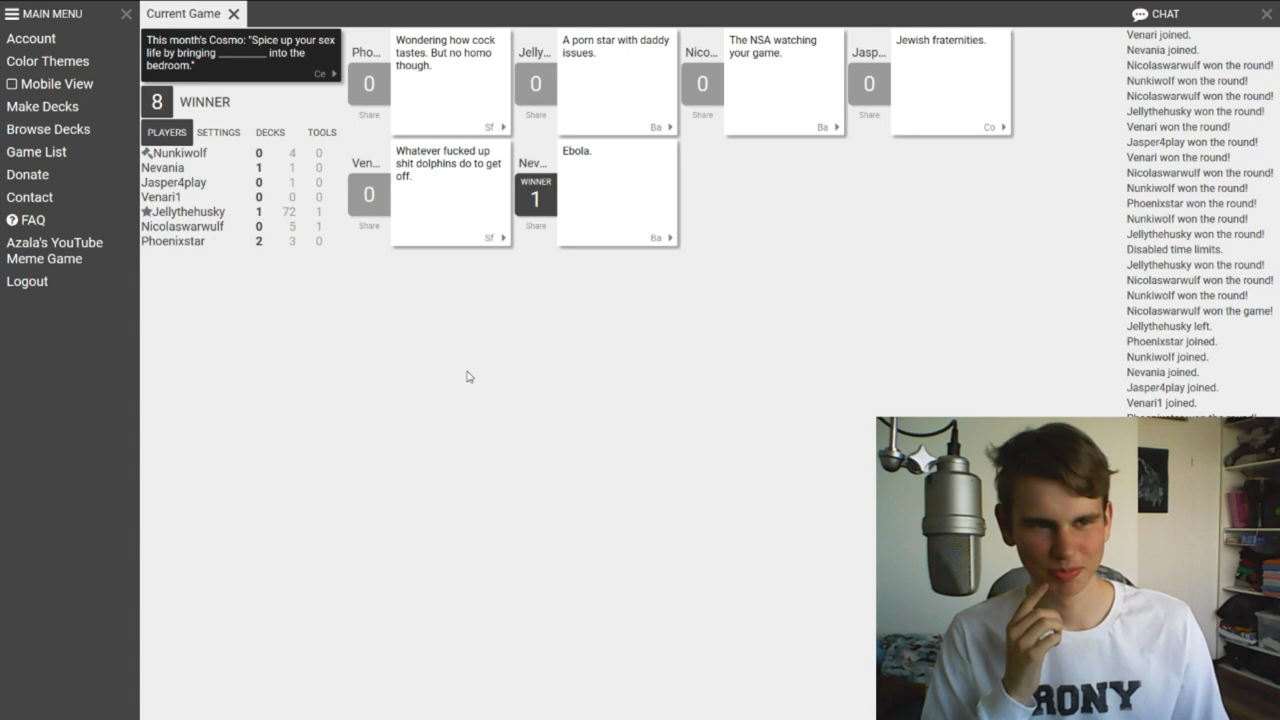 MAIN MENU
Account
Color Themes
Mobile View
Make Decks
Browse Decks
Game List
Donate
Contact
FAQ
Azala's YouTube
Meme Game
Logout
Current Game
This month's Cosmo: "Spice up your sex
life by bringing ________ into the
bedroom."
Ce
8 WINNER
PLAYERS SETTINGS DECKS TOOLS
Nunkiwolf 0 4 0
Nevania 1 1 0
Jasper4play 0 1 0
Venari1 0 0 0
Jellythehusky 1 72 1
Nicolaswarwulf 0 5 1
Phoenixstar 2 3 0
Pho...
0
Share
Wondering how cock
tastes. But no homo
though.
Sf
Jelly...
0
Share
A porn star with daddy
issues.
Ba
Nico...
0
Share
The NSA watching
your game.
Ba
Jasp...
0
Share
Jewish fraternities.
Co
Ven...
0
Share
Whatever fucked up
shit dolphins do to get
off.
Sf
Nev...
WINNER
1
Share
Ebola.
Ba
CHAT
Venari joined.
Nevania joined.
Nicolaswarwulf won the round!
Nunkiwolf won the round!
Nicolaswarwulf won the round!
Jellythehusky won the round!
Venari won the round!
Jasper4play won the round!
Venari won the round!
Nicolaswarwulf won the round!
Nunkiwolf won the round!
Phoenixstar won the round!
Nunkiwolf won the round!
Jellythehusky won the round!
Disabled time limits.
Jellythehusky won the round!
Nicolaswarwulf won the round!
Nunkiwolf won the round!
Nicolaswarwulf won the game!
Jellythehusky left.
Phoenixstar joined.
Nunkiwolf joined.
Nevania joined.
Jasper4play joined.
Venari1 joined.
RONY